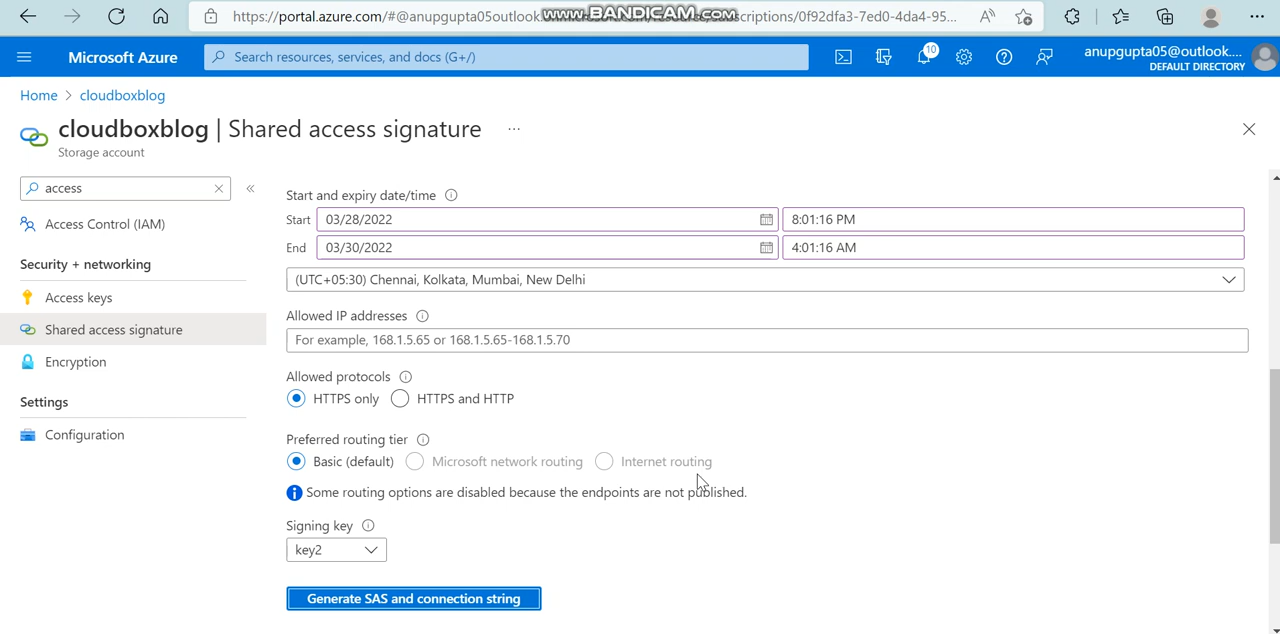 https://portal.azure.com/#@anupgupta05outlook.
subscriptions/0f92dfa3-7ed0-4da4-95...
www.BANDICAM.com
Microsoft Azure
Search resources, services, and docs (G+/)
10
anupgupta05@outlook....
DEFAULT DIRECTORY
Home > cloudboxblog
cloudboxblog | Shared access signature ...
Storage account
access
Access Control (IAM)
Security + networking
Access keys
Shared access signature
Encryption
Settings
Configuration
Start and expiry date/time
Start 03/28/2022 8:01:16 PM
End 03/30/2022 4:01:16 AM
(UTC+05:30) Chennai, Kolkata, Mumbai, New Delhi
Allowed IP addresses
For example, 168.1.5.65 or 168.1.5.65-168.1.5.70
Allowed protocols
HTTPS only HTTPS and HTTP
Preferred routing tier
Basic (default) Microsoft network routing Internet routing
Some routing options are disabled because the endpoints are not published.
Signing key
key2
Generate SAS and connection string